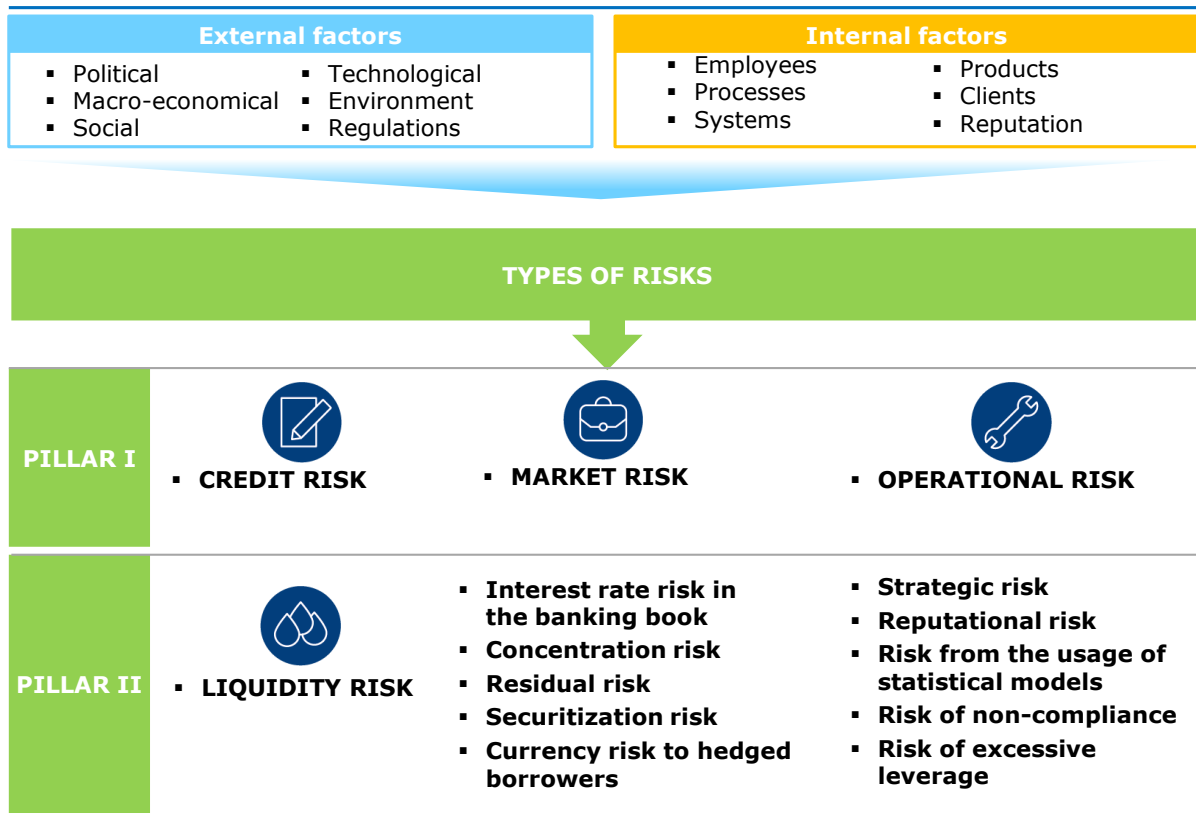 External factors
▪ Political
▪ Macro-economical
▪ Social
▪ Technological
▪ Environment
▪ Regulations
Internal factors
▪ Employees
▪ Processes
▪ Systems
▪ Products
▪ Clients
▪ Reputation
TYPES OF RISKS
PILLAR I
▪ CREDIT RISK
▪ MARKET RISK
▪ OPERATIONAL RISK
PILLAR II
▪ LIQUIDITY RISK
▪ Interest rate risk in
the banking book
▪ Concentration risk
▪ Residual risk
▪ Securitization risk
▪ Currency risk to hedged
borrowers
▪ Strategic risk
▪ Reputational risk
▪ Risk from the usage of
statistical models
▪ Risk of non-compliance
▪ Risk of excessive
leverage